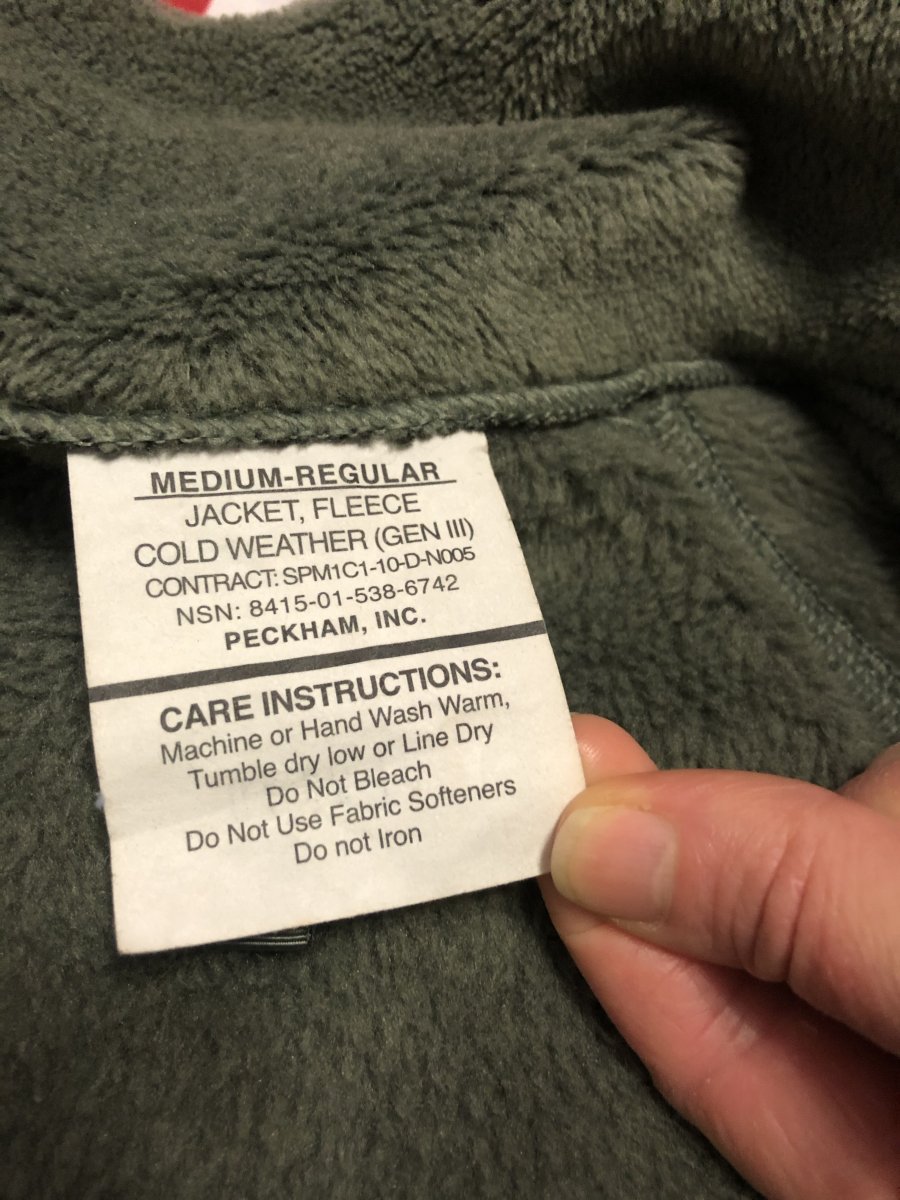 MEDIUM-REGULAR
JACKET, FLEECE
COLD WEATHER (GEN III)
CONTRACT: SPM1C1-10-D-N005
NSN: 8415-01-538-6742
PECKHAM, INC.
CARE INSTRUCTIONS:
Machine or Hand Wash Warm,
Tumble dry low or Line Dry
Do Not Bleach
Do Not Use Fabric Softeners
Do not Iron